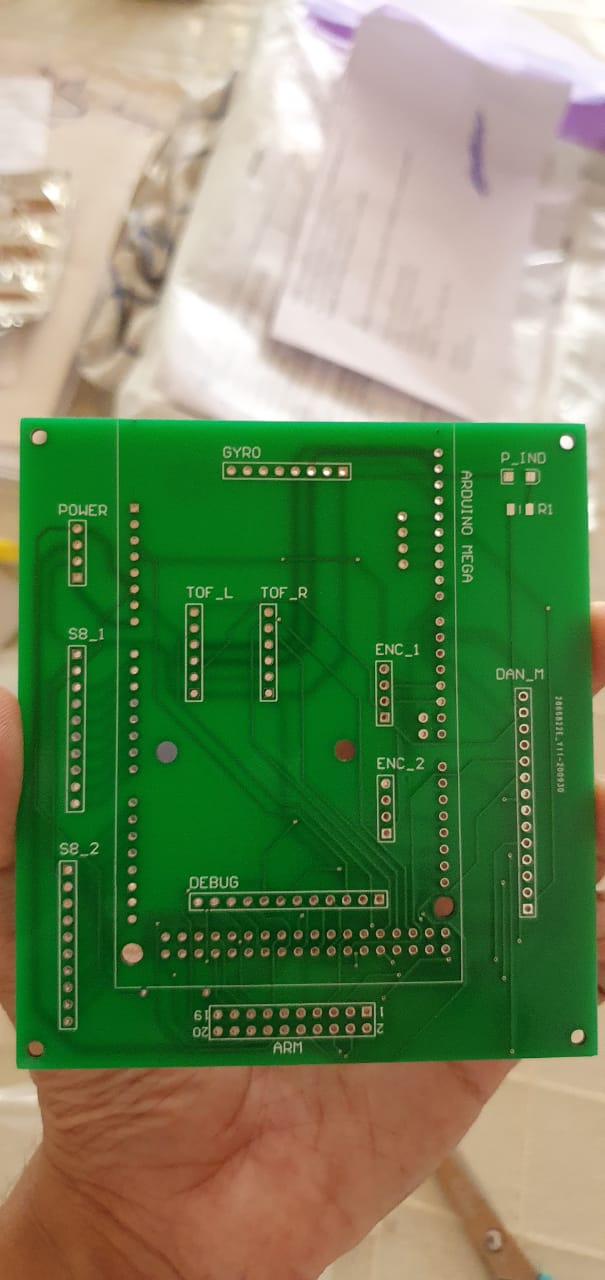 GYRO
P_IND
R1
ARDUINO MEGA
POWER
TOF_L
TOF_R
S8_1
ENC_1
DAN_M
ENC_2
S8_2
DEBUG
19
1
20
2
ARM